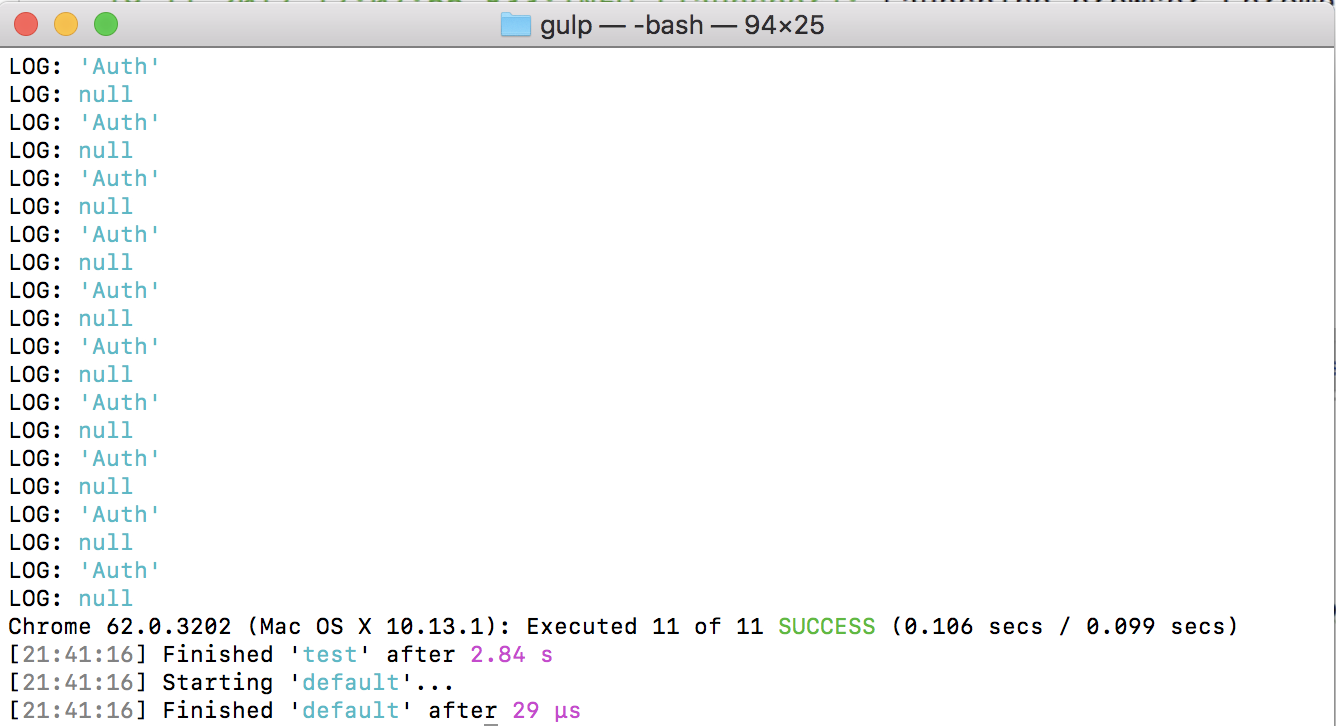 gulp — -bash — 94×25
LOG: 'Auth'
LOG: null
LOG: 'Auth'
LOG: null
LOG: 'Auth'
LOG: null
LOG: 'Auth'
LOG: null
LOG: 'Auth'
LOG: null
LOG: 'Auth'
LOG: null
LOG: 'Auth'
LOG: null
LOG: 'Auth'
LOG: null
LOG: 'Auth'
LOG: null
LOG: 'Auth'
LOG: null
Chrome 62.0.3202 (Mac OS X 10.13.1): Executed 11 of 11 SUCCESS (0.106 secs / 0.099 secs)
[21:41:16] Finished 'test' after 2.84 s
[21:41:16] Starting 'default'...
[21:41:16] Finished 'default' after 29 μs